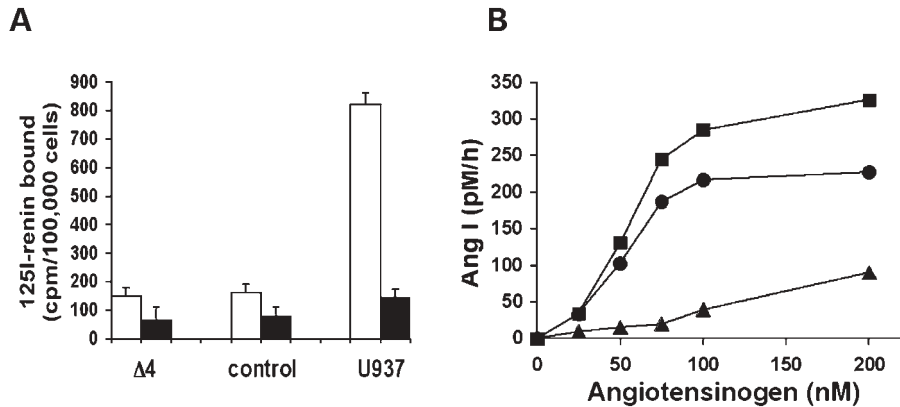 A
B
125I-renin bound
(cpm/100,000 cells)
900
800
700
600
500
400
300
200
100
0
Δ4 control U937
Ang I (pM/h)
350
300
250
200
150
100
50
0
0 50 100 150 200
Angiotensinogen (nM)